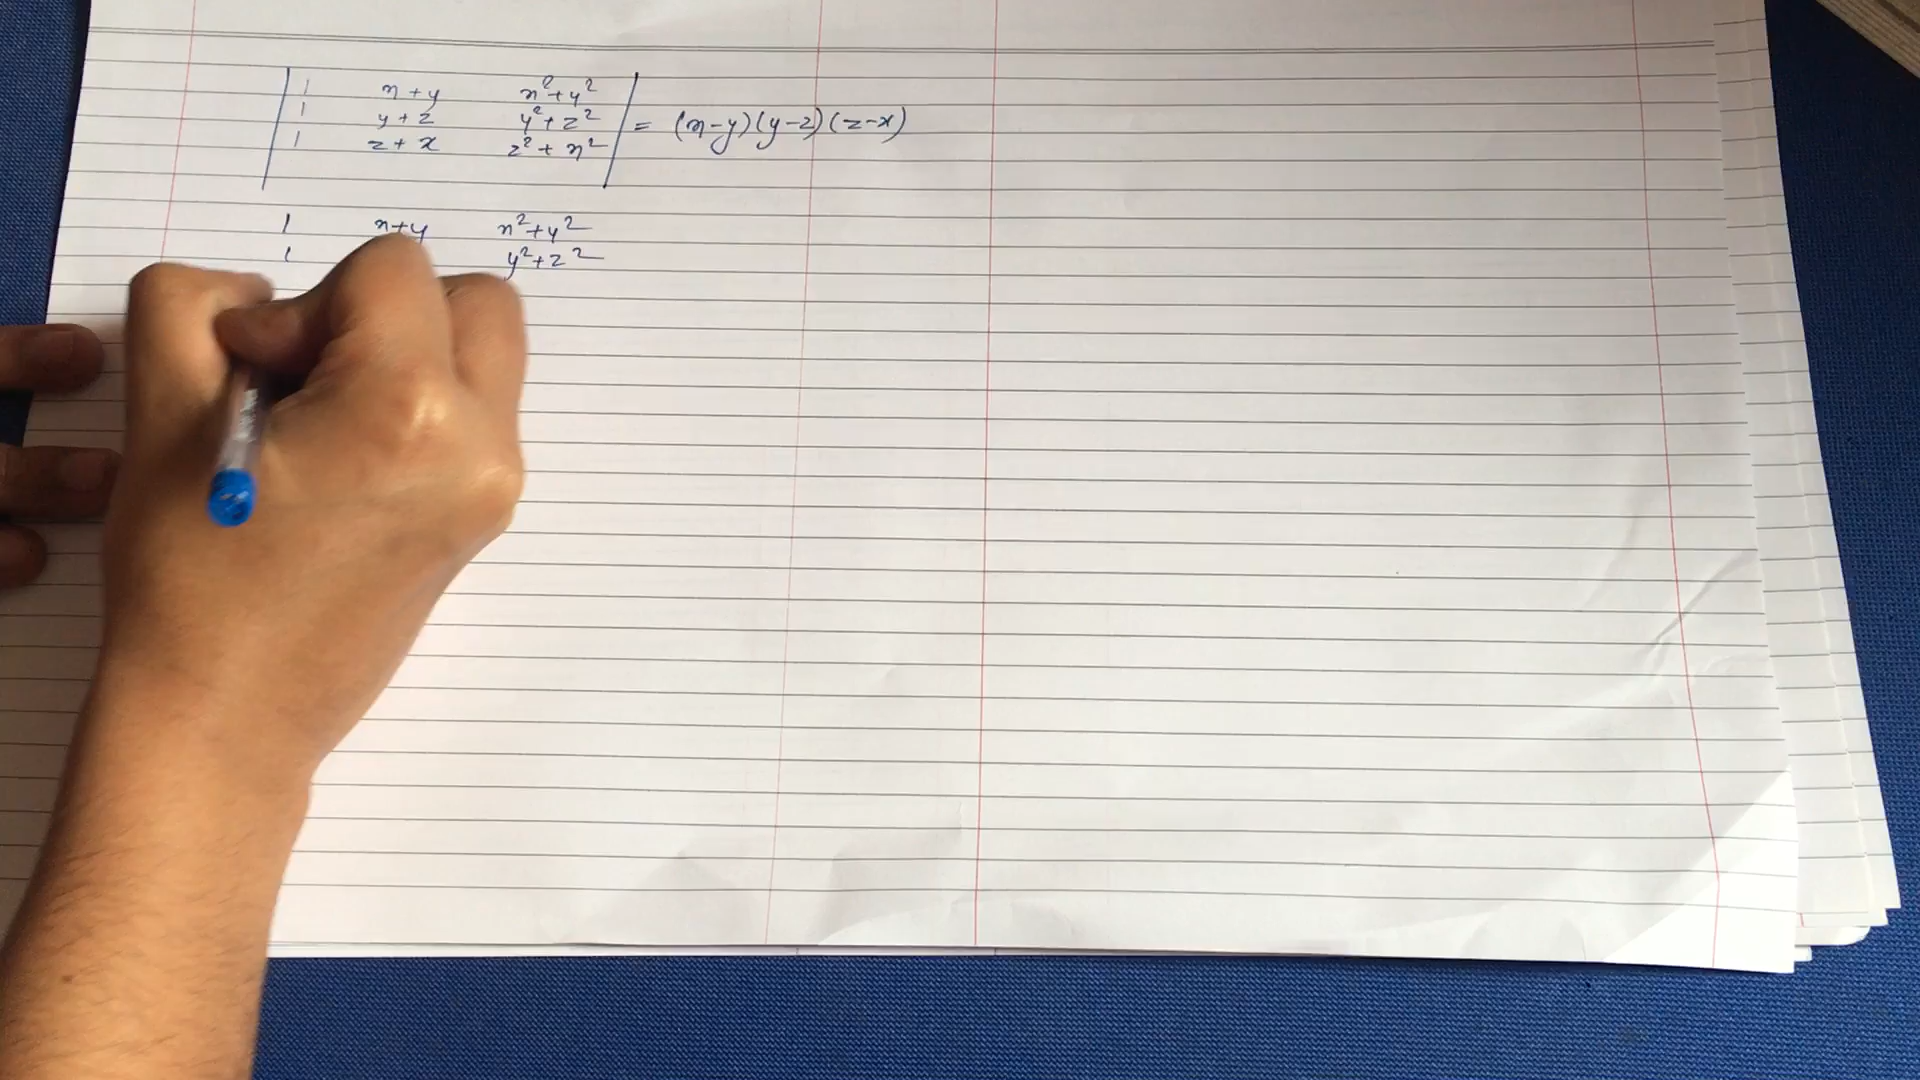 1 x+y x²+y²
1 y+z y²+z² = (x-y)(y-z)(z-x)
1 z+x z²+x²
1 x+y x²+y²
1 y²+z²